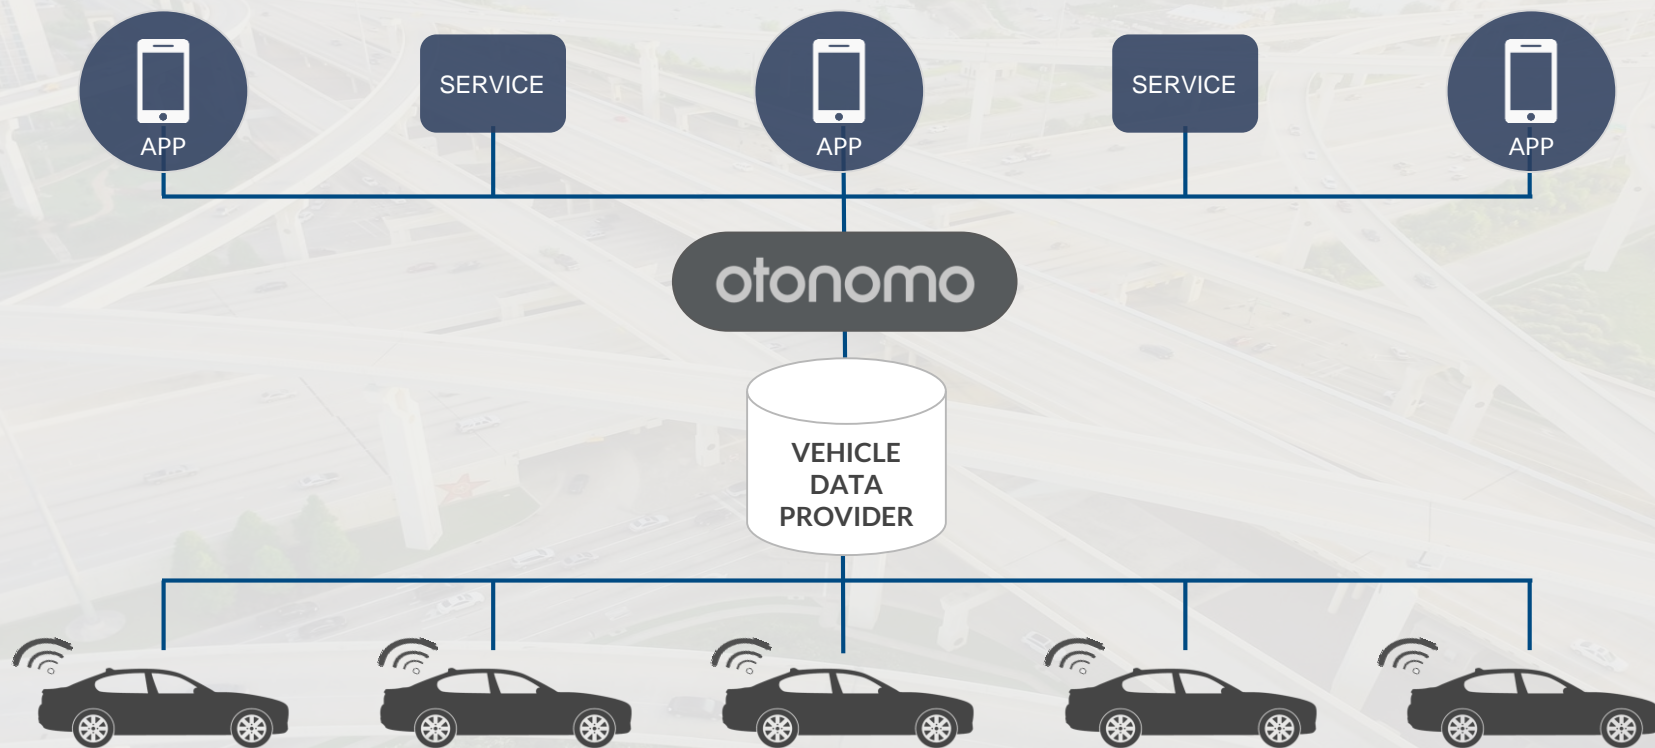 APP
SERVICE
APP
SERVICE
APP
otonomo
VEHICLE
DATA
PROVIDER